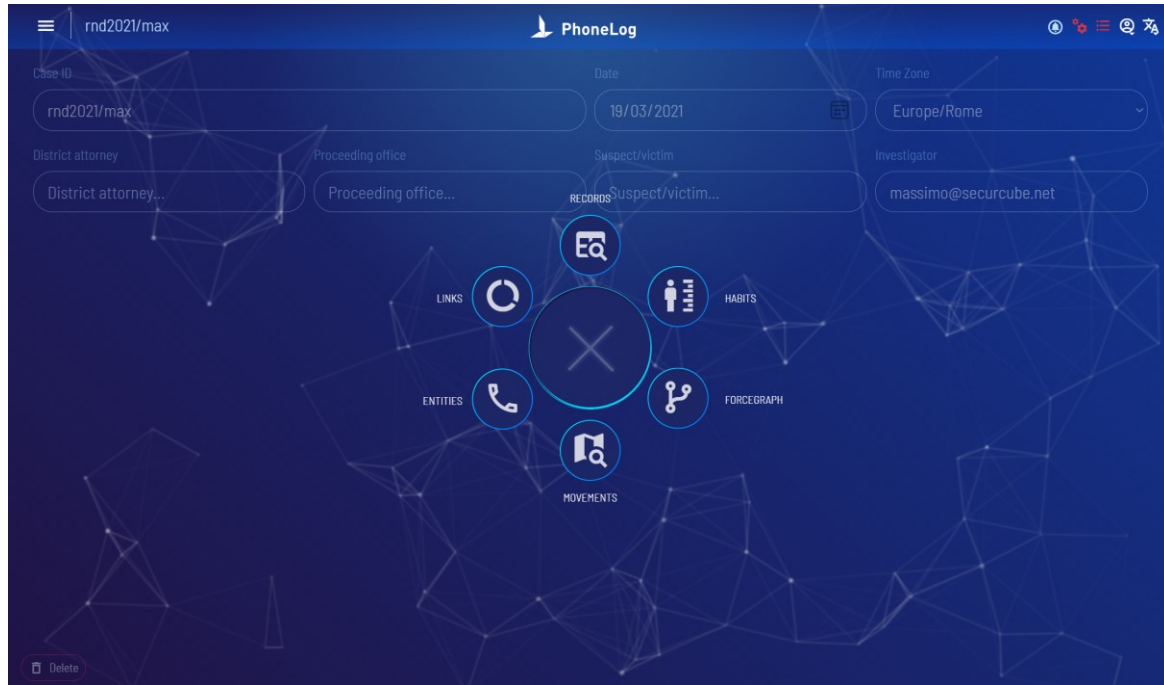 rnd2021/max
PhoneLog
Case ID
Date
Time Zone
rnd2021/max
19/03/2021
Europe/Rome
District attorney
Proceeding office
Suspect/victim
Investigator
District attorney...
Proceeding office...
Suspect/victim...
massimo@securcube.net
RECORDS
LINKS
HABITS
ENTITIES
FORCEGRAPH
MOVEMENTS
Delete